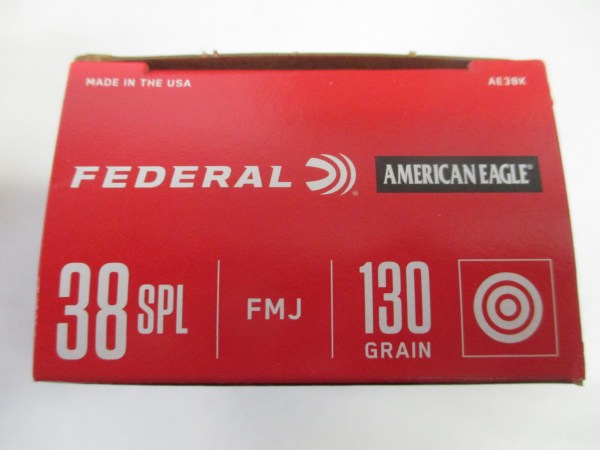 MADE IN THE USA AE38K
FEDERAL® AMERICAN EAGLE®
38 SPL FMJ 130 GRAIN